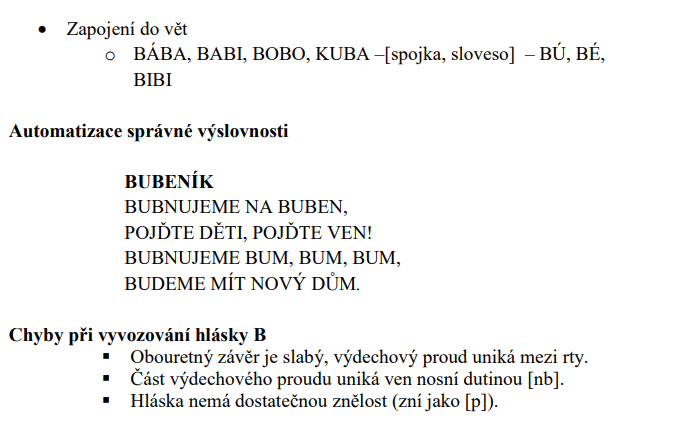 • Zapojení do vět
o BÁBA, BABI, BOBO, KUBA –[spojka, sloveso] – BÚ, BÉ,
BIBI
Automatizace správné výslovnosti
BUBENÍK
BUBNUJEME NA BUBEN,
POJĎTE DĚTI, POJĎTE VEN!
BUBNUJEME BUM, BUM, BUM,
BUDEME MÍT NOVÝ DŮM.
Chyby při vyvozování hlásky B
▪ Obouretný závěr je slabý, výdechový proud uniká mezi rty.
▪ Část výdechového proudu uniká ven nosní dutinou [nb].
▪ Hláska nemá dostatečnou znělost (zní jako [p]).